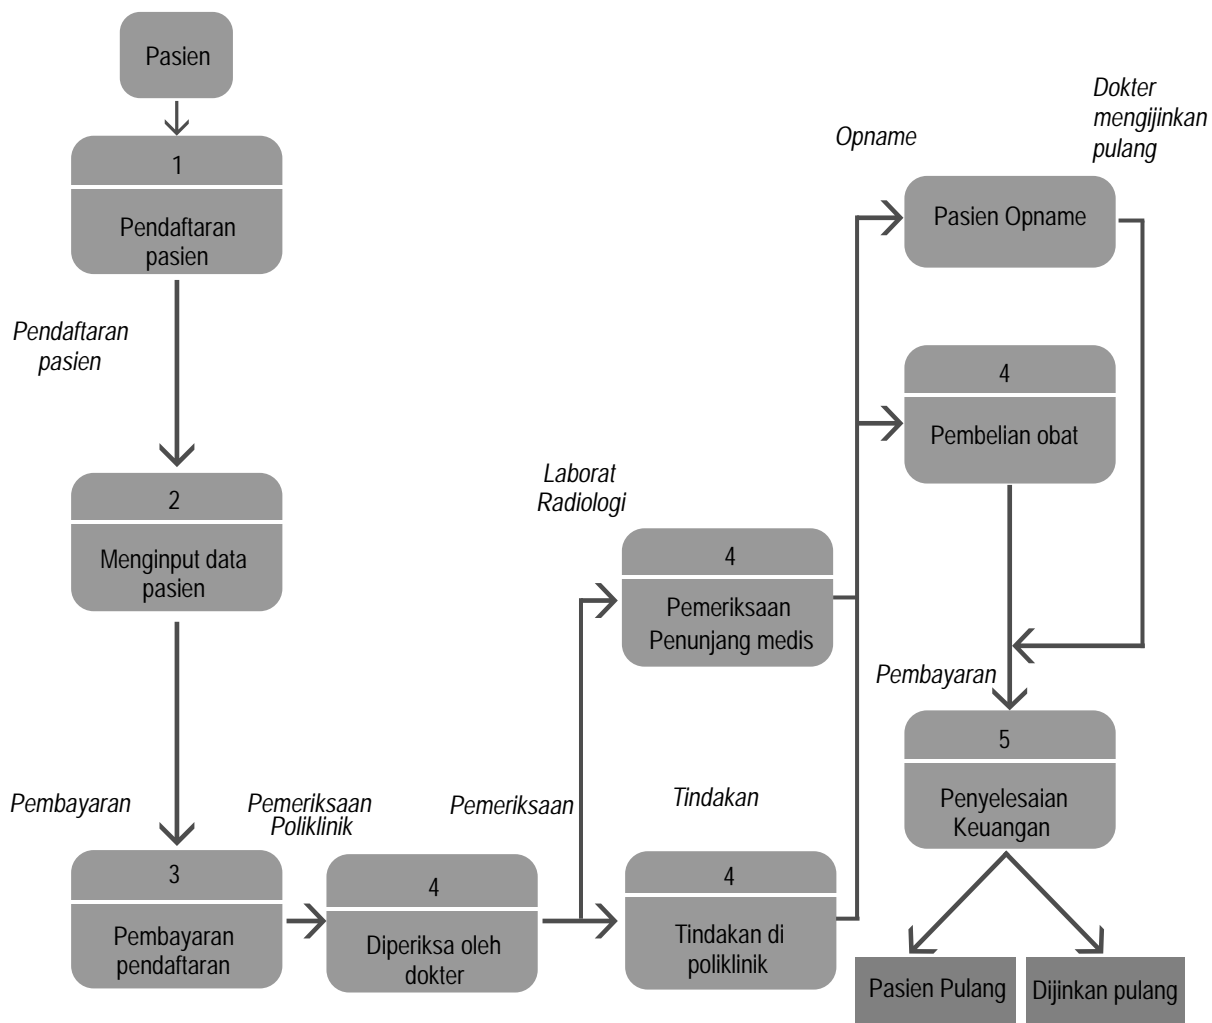 Pasien
1
Pendaftaran
pasien
Pendaftaran
pasien
2
Menginput data
pasien
Pembayaran
3
Pembayaran
pendaftaran
Pemeriksaan
Poliklinik
4
Diperiksa oleh
dokter
Pemeriksaan
Laborat
Radiologi
4
Pemeriksaan
Penunjang medis
Tindakan
4
Tindakan di
poliklinik
Opname
Pasien Opname
Dokter
mengijinkan
pulang
4
Pembelian obat
Pembayaran
5
Penyelesaian
Keuangan
Pasien Pulang
Dijinkan pulang